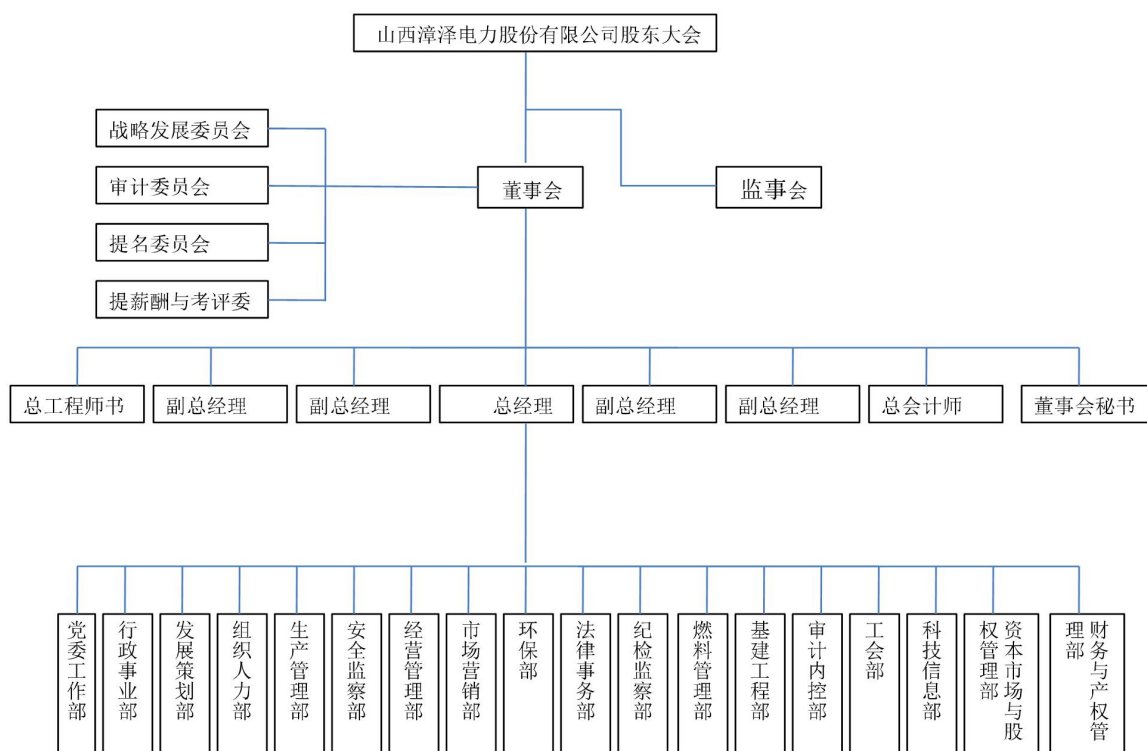 山西漳泽电力股份有限公司股东大会
战略发展委员会
审计委员会
董事会
监事会
提名委员会
提薪酬与考评委
总工程师书
副总经理
副总经理
总经理
副总经理
副总经理
总会计师
董事会秘书
党委工作部
行政事业部
发展策划部
组织人力部
生产管理部
安全监察部
经营管理部
市场营销部
环保部
法律事务部
纪检监察部
燃料管理部
基建工程部
审计内控部
工会部
科技信息部
资本市场与股
权管理部
财务与产权管
理部